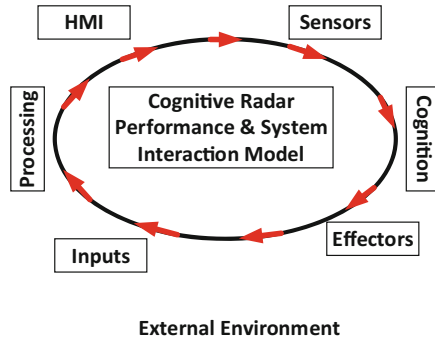 HMI
Sensors
Processing
Cognitive Radar
Performance & System
Interaction Model
Cognition
Inputs
Effectors
External Environment